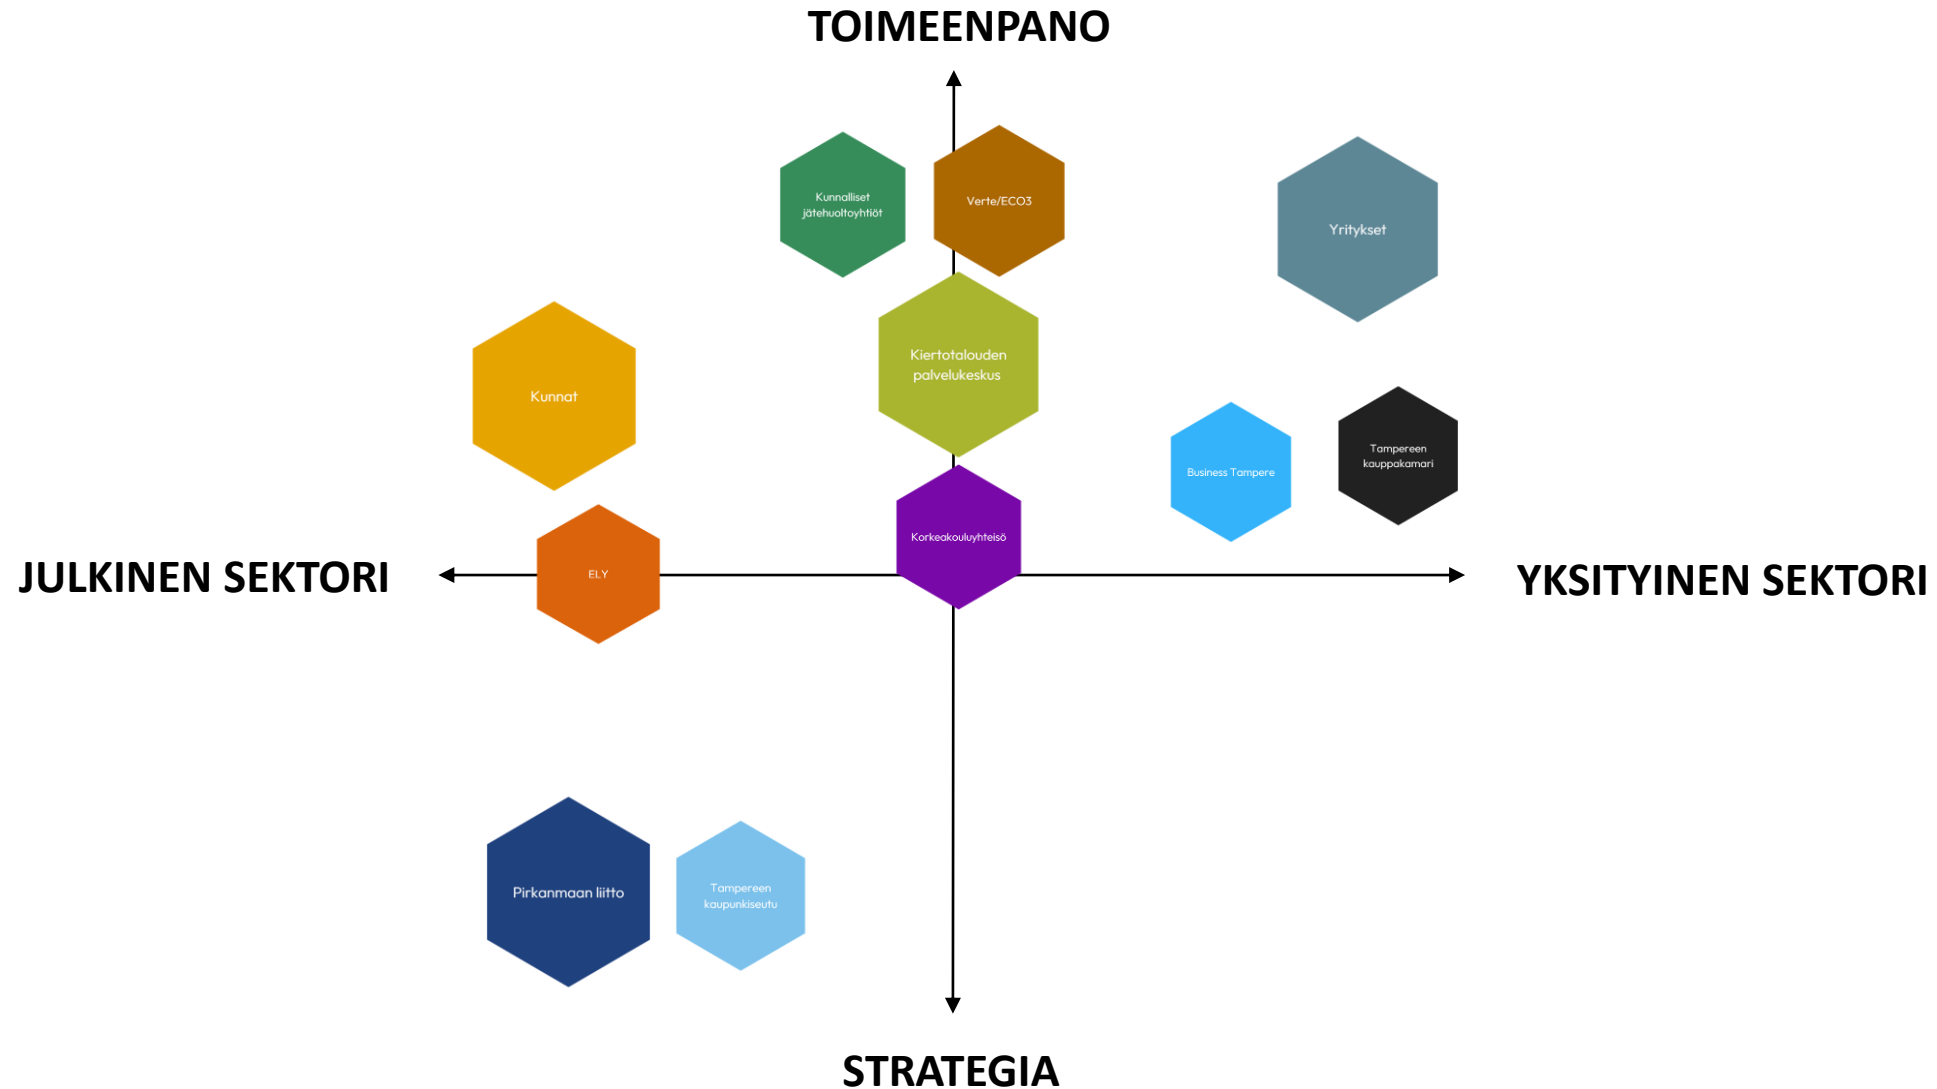 TOIMEENPANO
Kunnalliset
jätehuoltoyhtiöt
Verte/ECO3
Yritykset
Kiertotalouden
palvelukeskus
Kunnat
Business Tampere
Tampereen
kauppakamari
Korkeakouluyhteisö
JULKINEN SEKTORI
ELY
YKSITYINEN SEKTORI
Pirkanmaan liitto
Tampereen
kaupunkiseutu
STRATEGIA